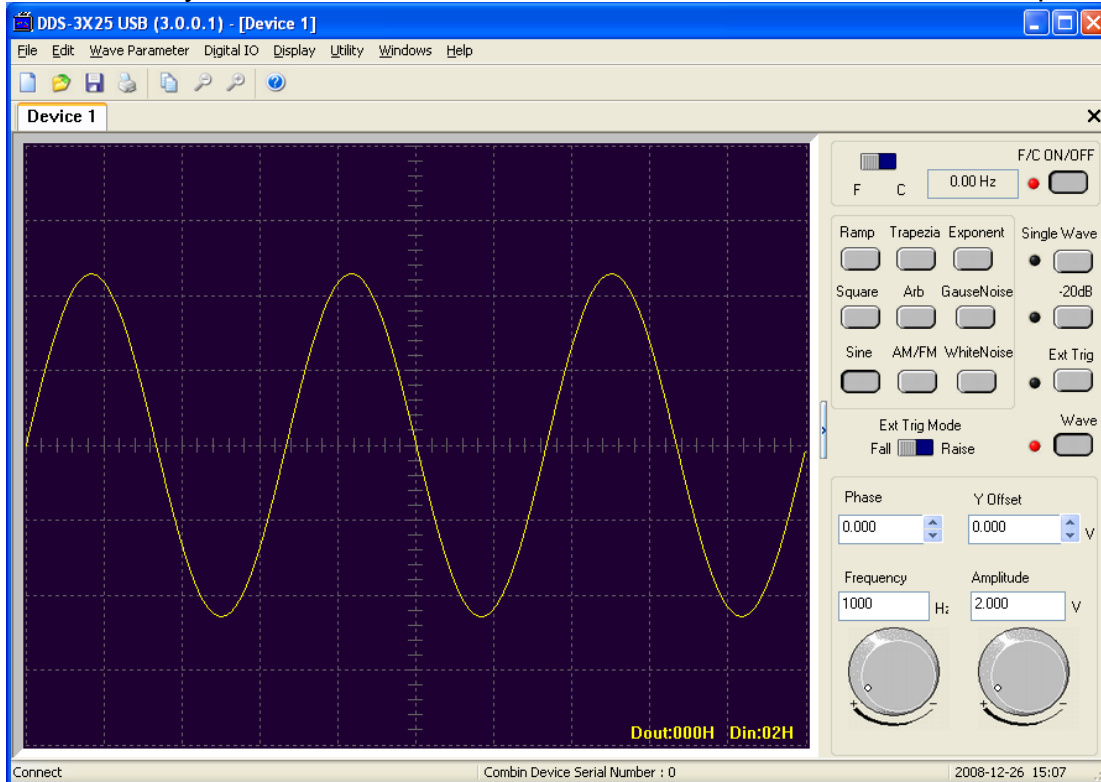 DDS-3X25 USB (3.0.0.1) - [Device 1]
File Edit Wave Parameter Digital IO Display Utility Windows Help
Device 1
F/C ON/OFF
F C 0.00 Hz
Ramp Trapezia Exponent Single Wave
Square Arb GauseNoise -20dB
Sine AM/FM WhiteNoise Ext Trig
Ext Trig Mode Wave
Fall Raise
Phase Y Offset
0.000 0.000 V
Frequency Amplitude
1000 Hz 2.000 V
+ - + -
Dout:000H Din:02H
Connect Combin Device Serial Number : 0 2008-12-26 15:07